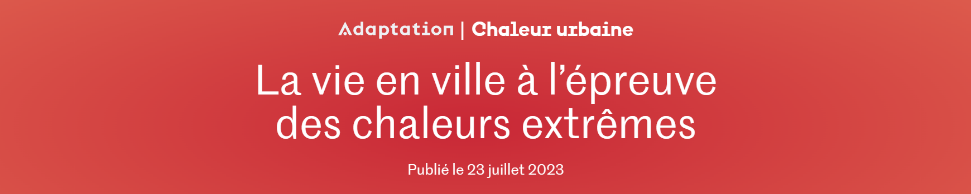 Adaptation | Chaleur urbaine
La vie en ville à l’épreuve
des chaleurs extrêmes
Publié le 23 juillet 2023